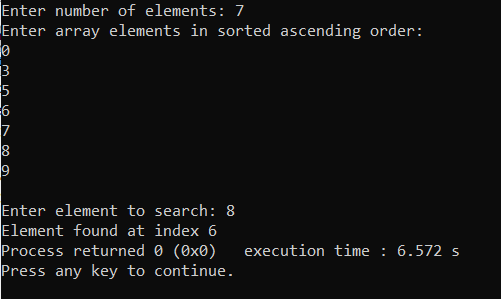 Enter number of elements: 7
Enter array elements in sorted ascending order:
0
3
5
6
7
8
9
Enter element to search: 8
Element found at index 6
Process returned 0 (0x0)   execution time : 6.572 s
Press any key to continue.